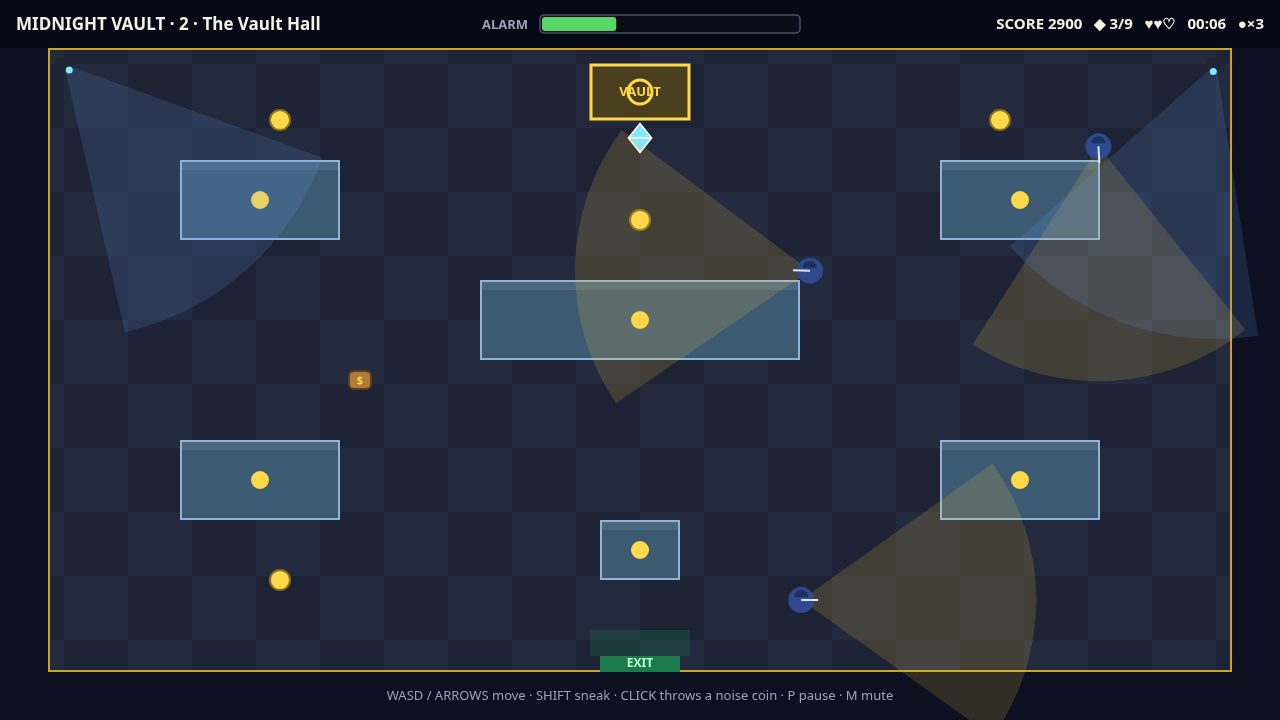 MIDNIGHT VAULT · 2 · The Vault Hall
ALARM
SCORE 2900 ◆ 3/9 ♥♥♡ 00:06 ●×3
VAULT
$
EXIT
WASD / ARROWS move · SHIFT sneak · CLICK throws a noise coin · P pause · M mute